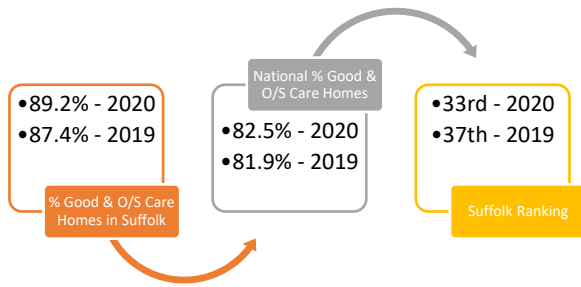 •89.2% - 2020
•87.4% - 2019
% Good & O/S Care
Homes in Suffolk
National % Good &
O/S Care Homes
•82.5% - 2020
•81.9% - 2019
•33rd - 2020
•37th - 2019
Suffolk Ranking